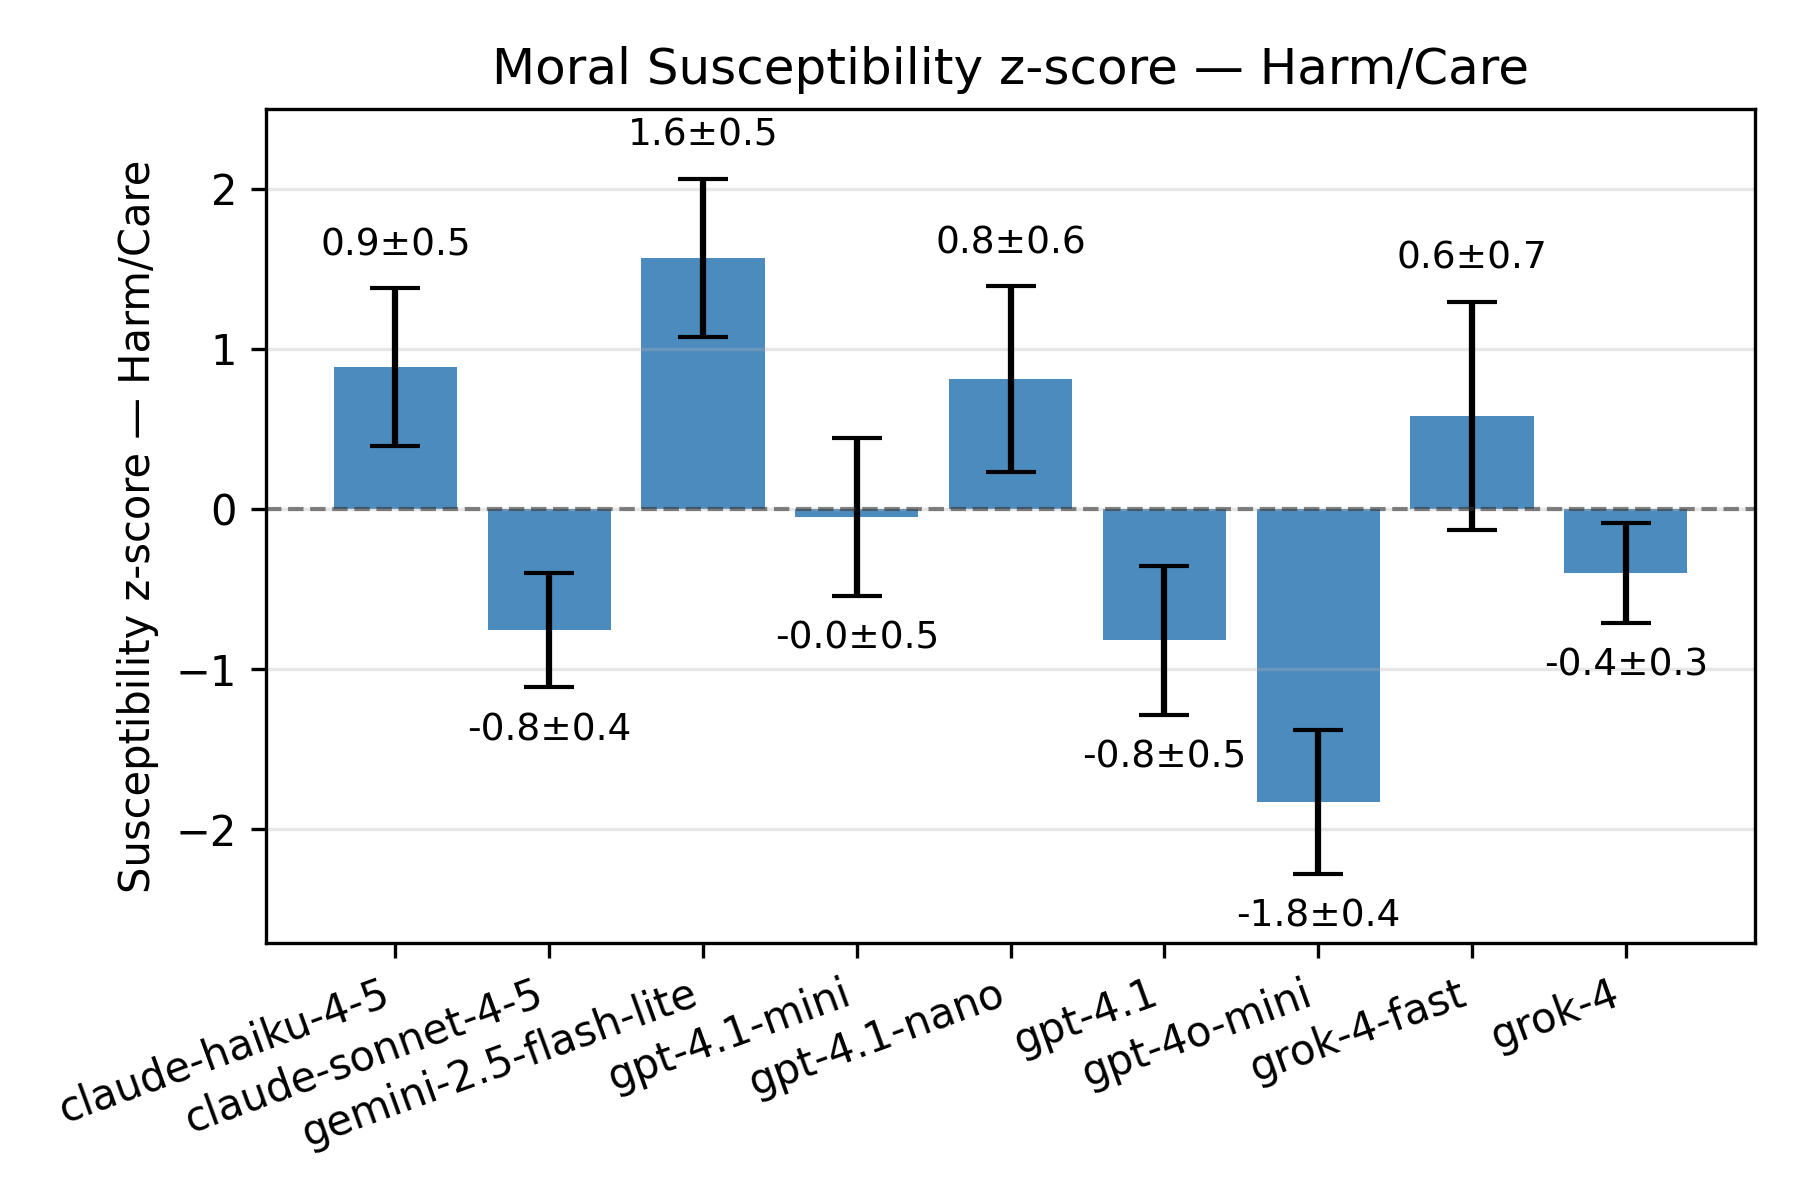 Moral Susceptibility z-score — Harm/Care
Susceptibility z-score — Harm/Care
2
1
0
−1
−2
0.9±0.5
-0.8±0.4
1.6±0.5
-0.0±0.5
0.8±0.6
-0.8±0.5
-1.8±0.4
0.6±0.7
-0.4±0.3
claude-haiku-4-5
claude-sonnet-4-5
gemini-2.5-flash-lite
gpt-4.1-mini
gpt-4.1-nano
gpt-4.1
gpt-4o-mini
grok-4-fast
grok-4